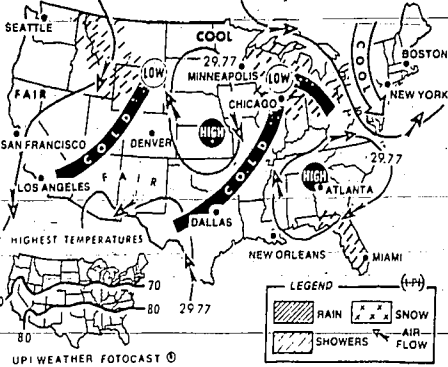 SEATTLE
COOL
29.77
MINNEAPOLIS
LOW
LOW
COOL
BOSTON
CHICAGO
NEW YORK
FAIR
SAN FRANCISCO
COLD
DENVER
HIGH
COLD
29.77
LOS ANGELES
FAIR
HIGH
ATLANTA
DALLAS
HIGHEST TEMPERATURES
NEW ORLEANS
MIAMI
70
80
80
29.77
LEGEND
(UPI)
RAIN
SNOW
SHOWERS
AIR
FLOW
UPI WEATHER FOTOCAST ®